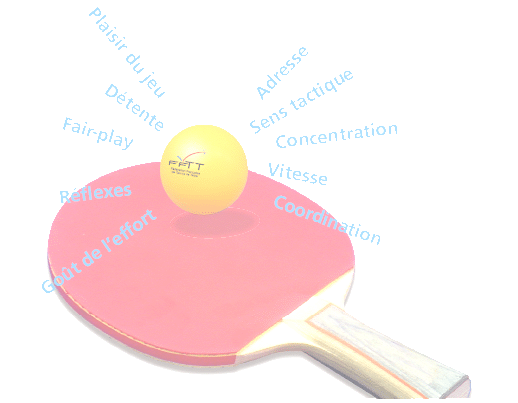 Plaisir du jeu
Détente
Fair-play
Réflexes
Goût de l'effort
Adresse
Sens tactique
Concentration
Vitesse
Coordination
FFTT